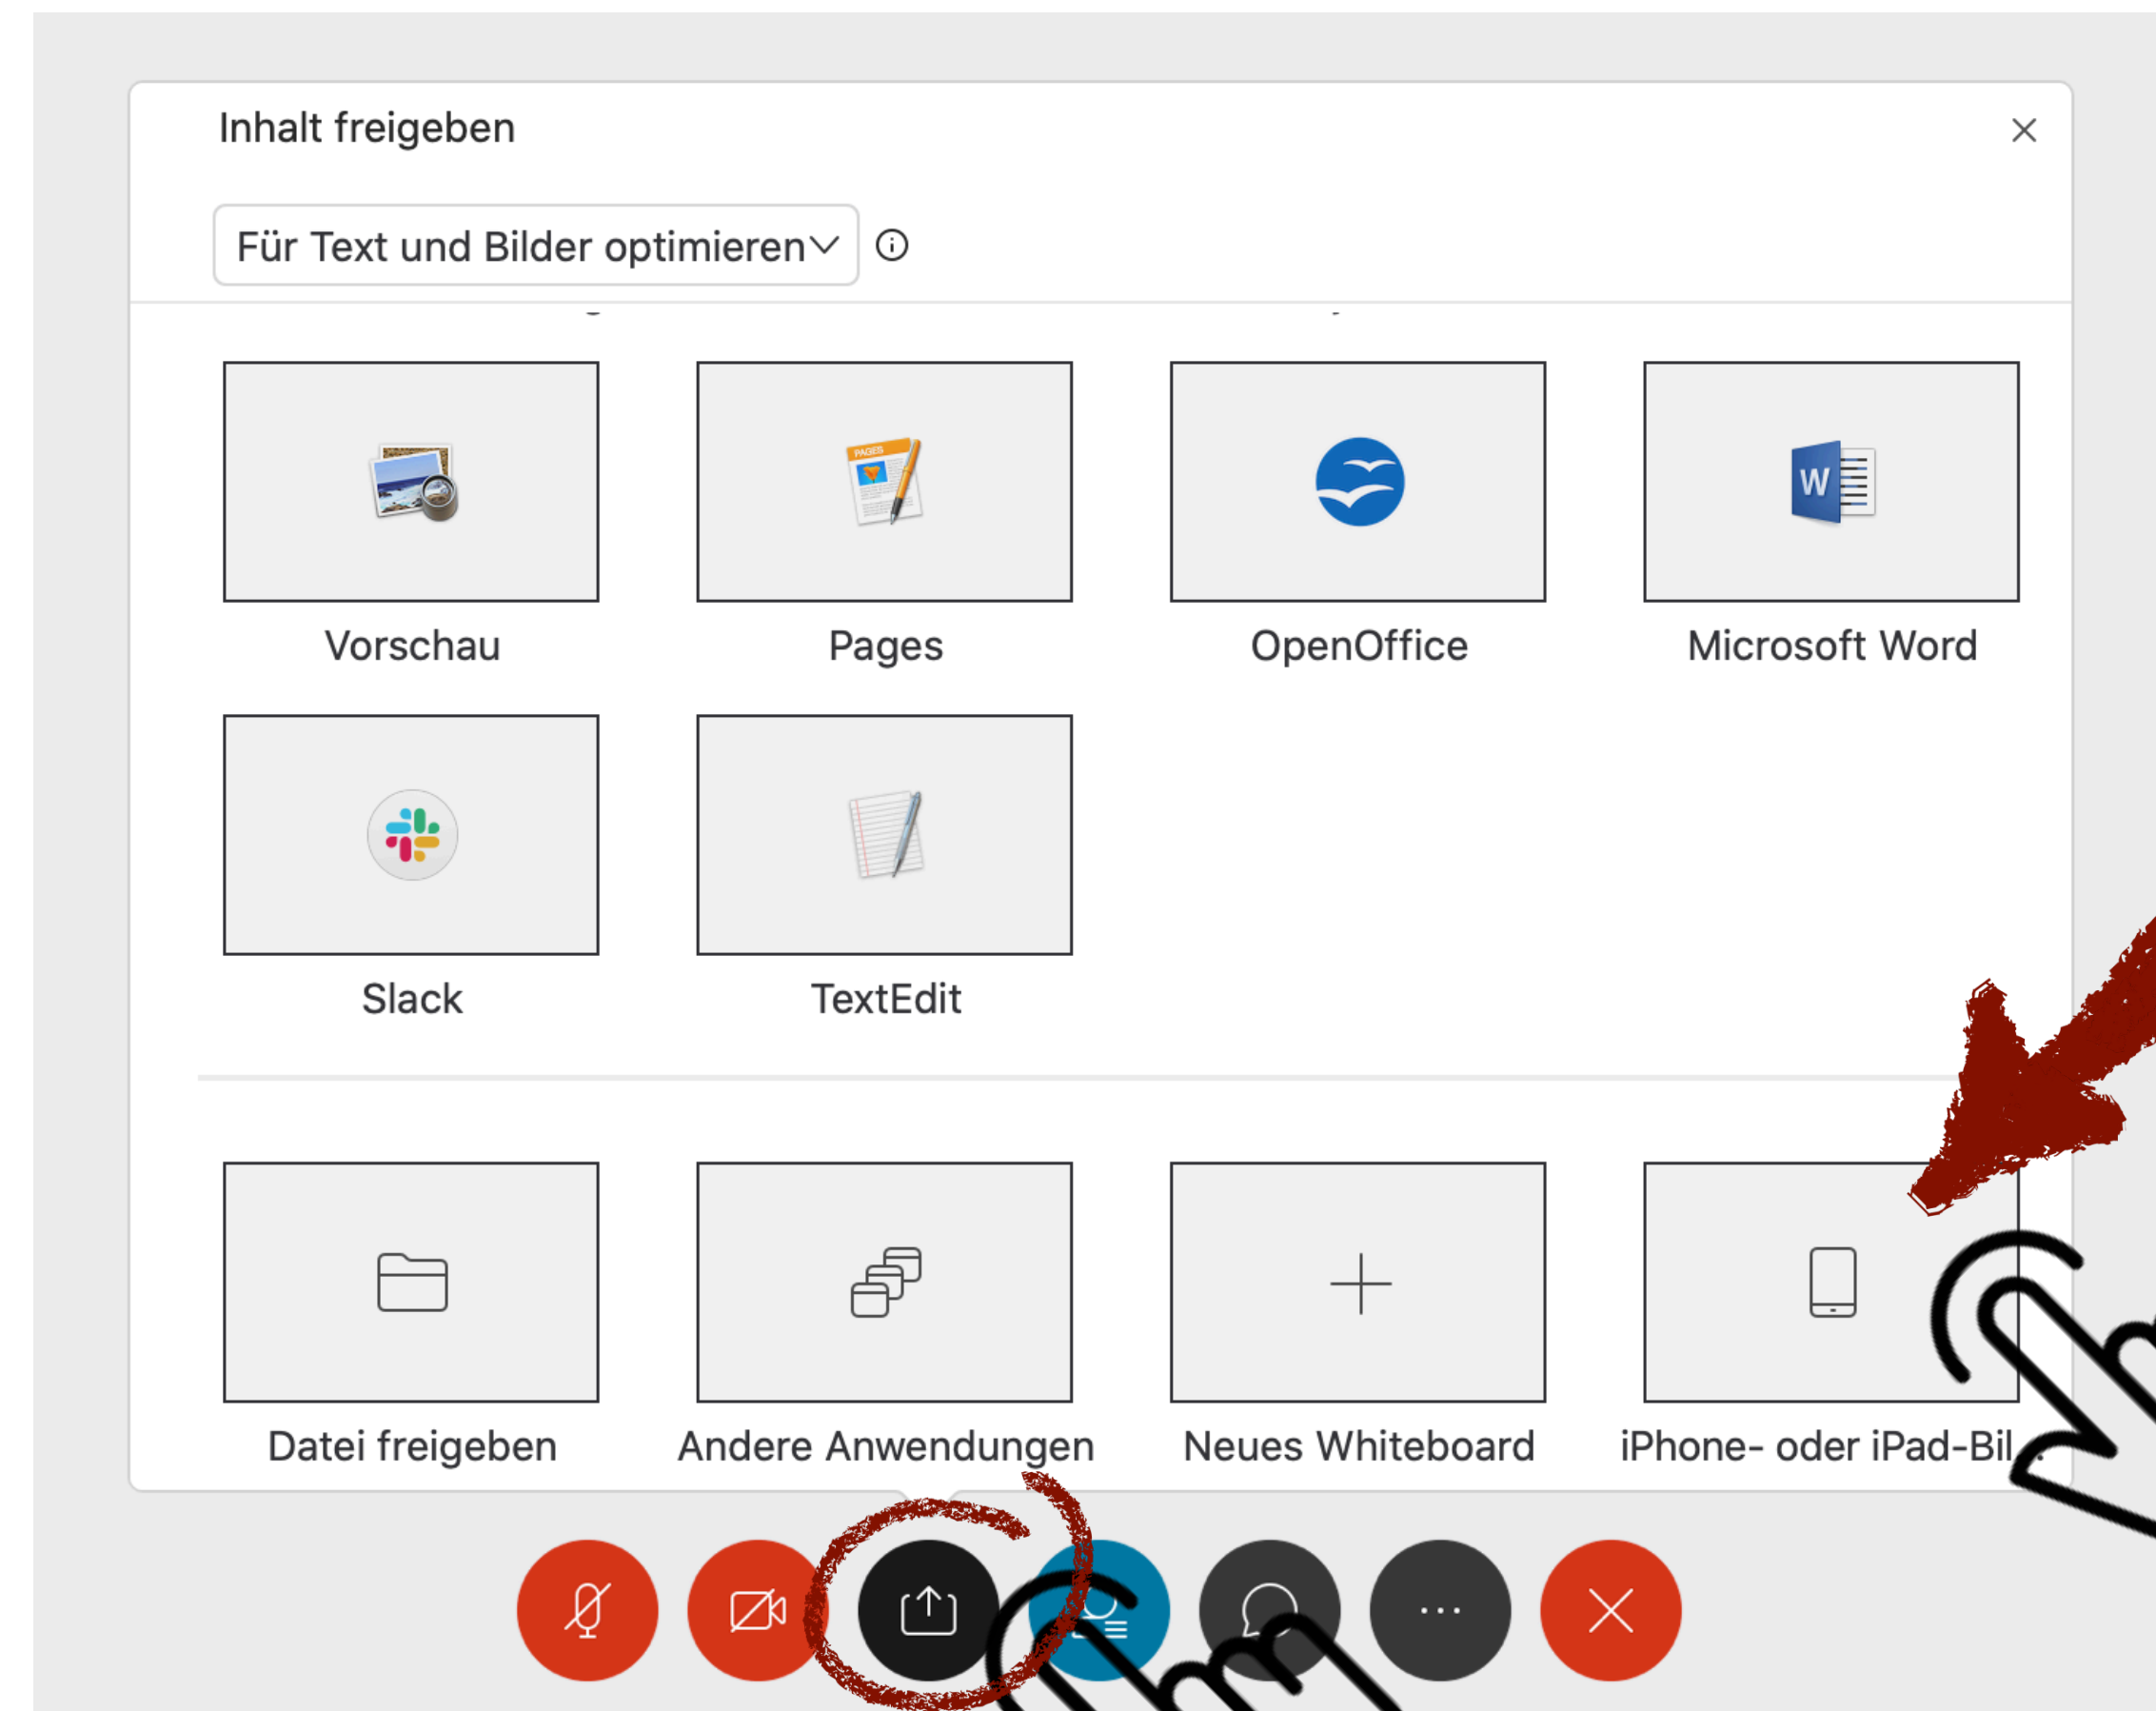 Inhalt freigeben
Für Text und Bilder optimieren
PAGES
W
Vorschau
Pages
OpenOffice
Microsoft Word
Slack
TextEdit
Datei freigeben
Andere Anwendungen
Neues Whiteboard
iPhone- oder iPad-Bil...